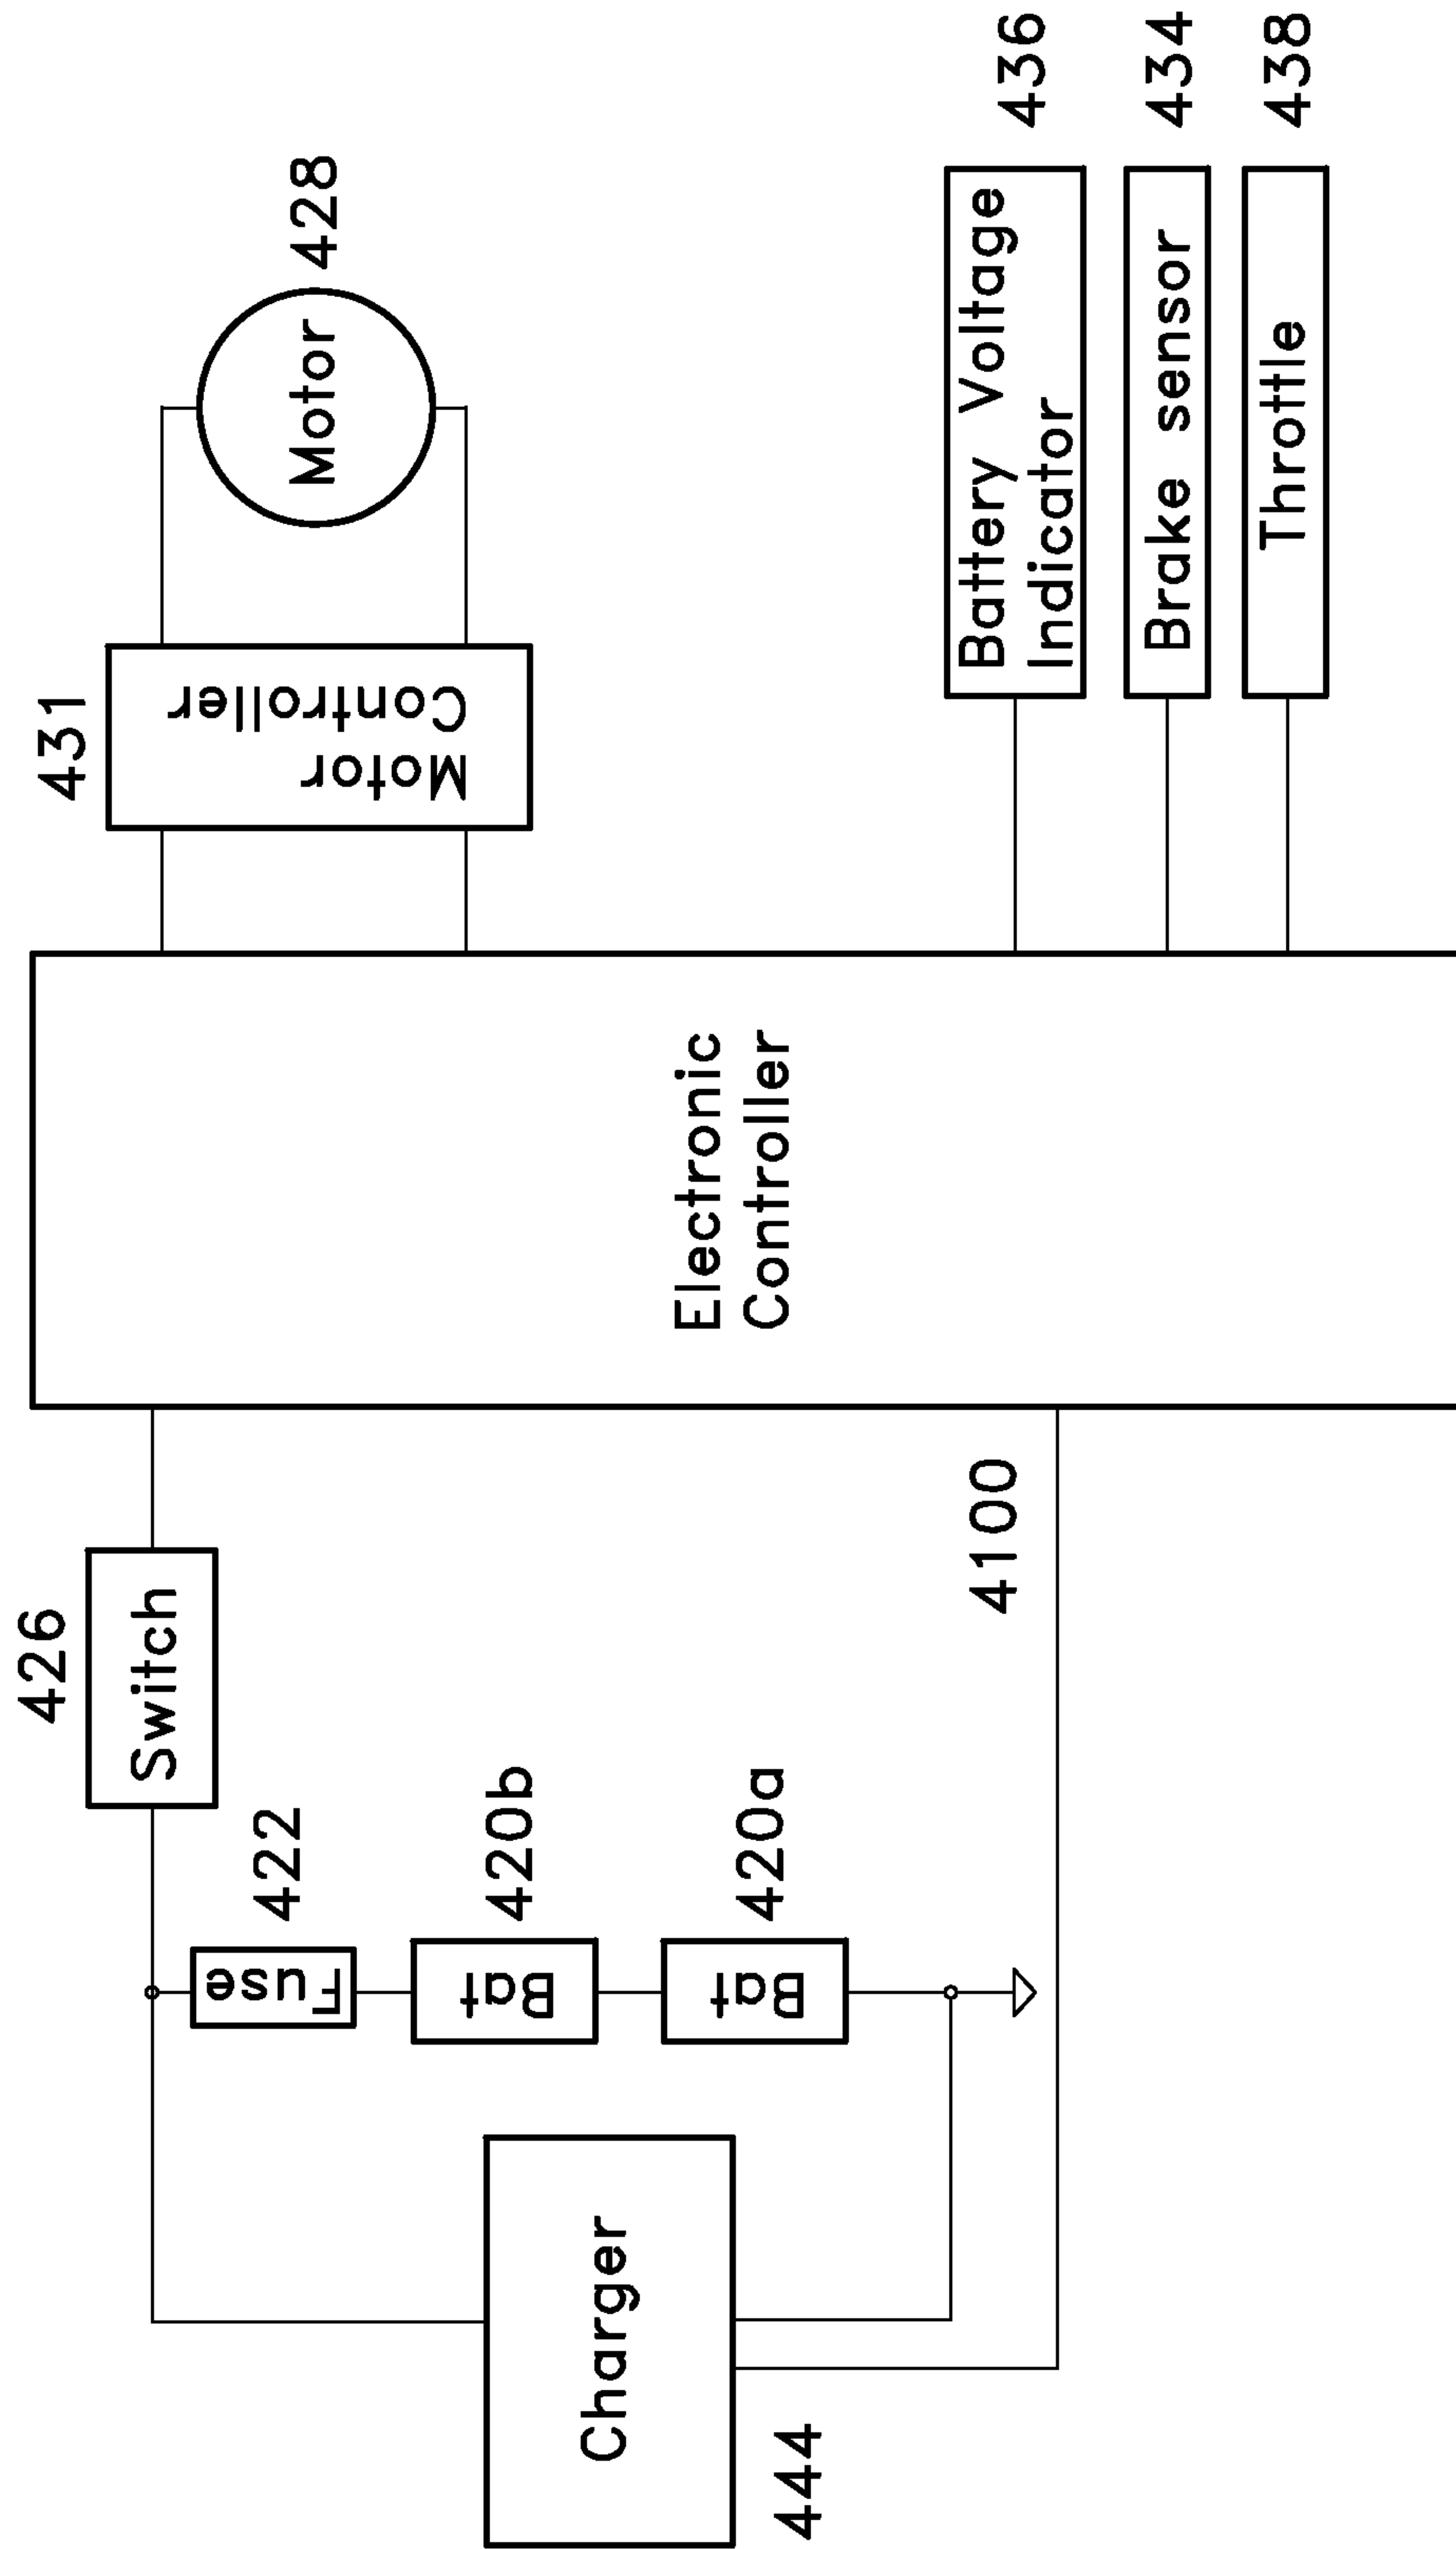 426
Switch
422
Fuse
420b
Bat
420a
Bat
Charger
444
4100
Electronic
Controller
431
Motor
Controller
Motor
428
Battery Voltage
Indicator
436
Brake sensor
434
Throttle
438